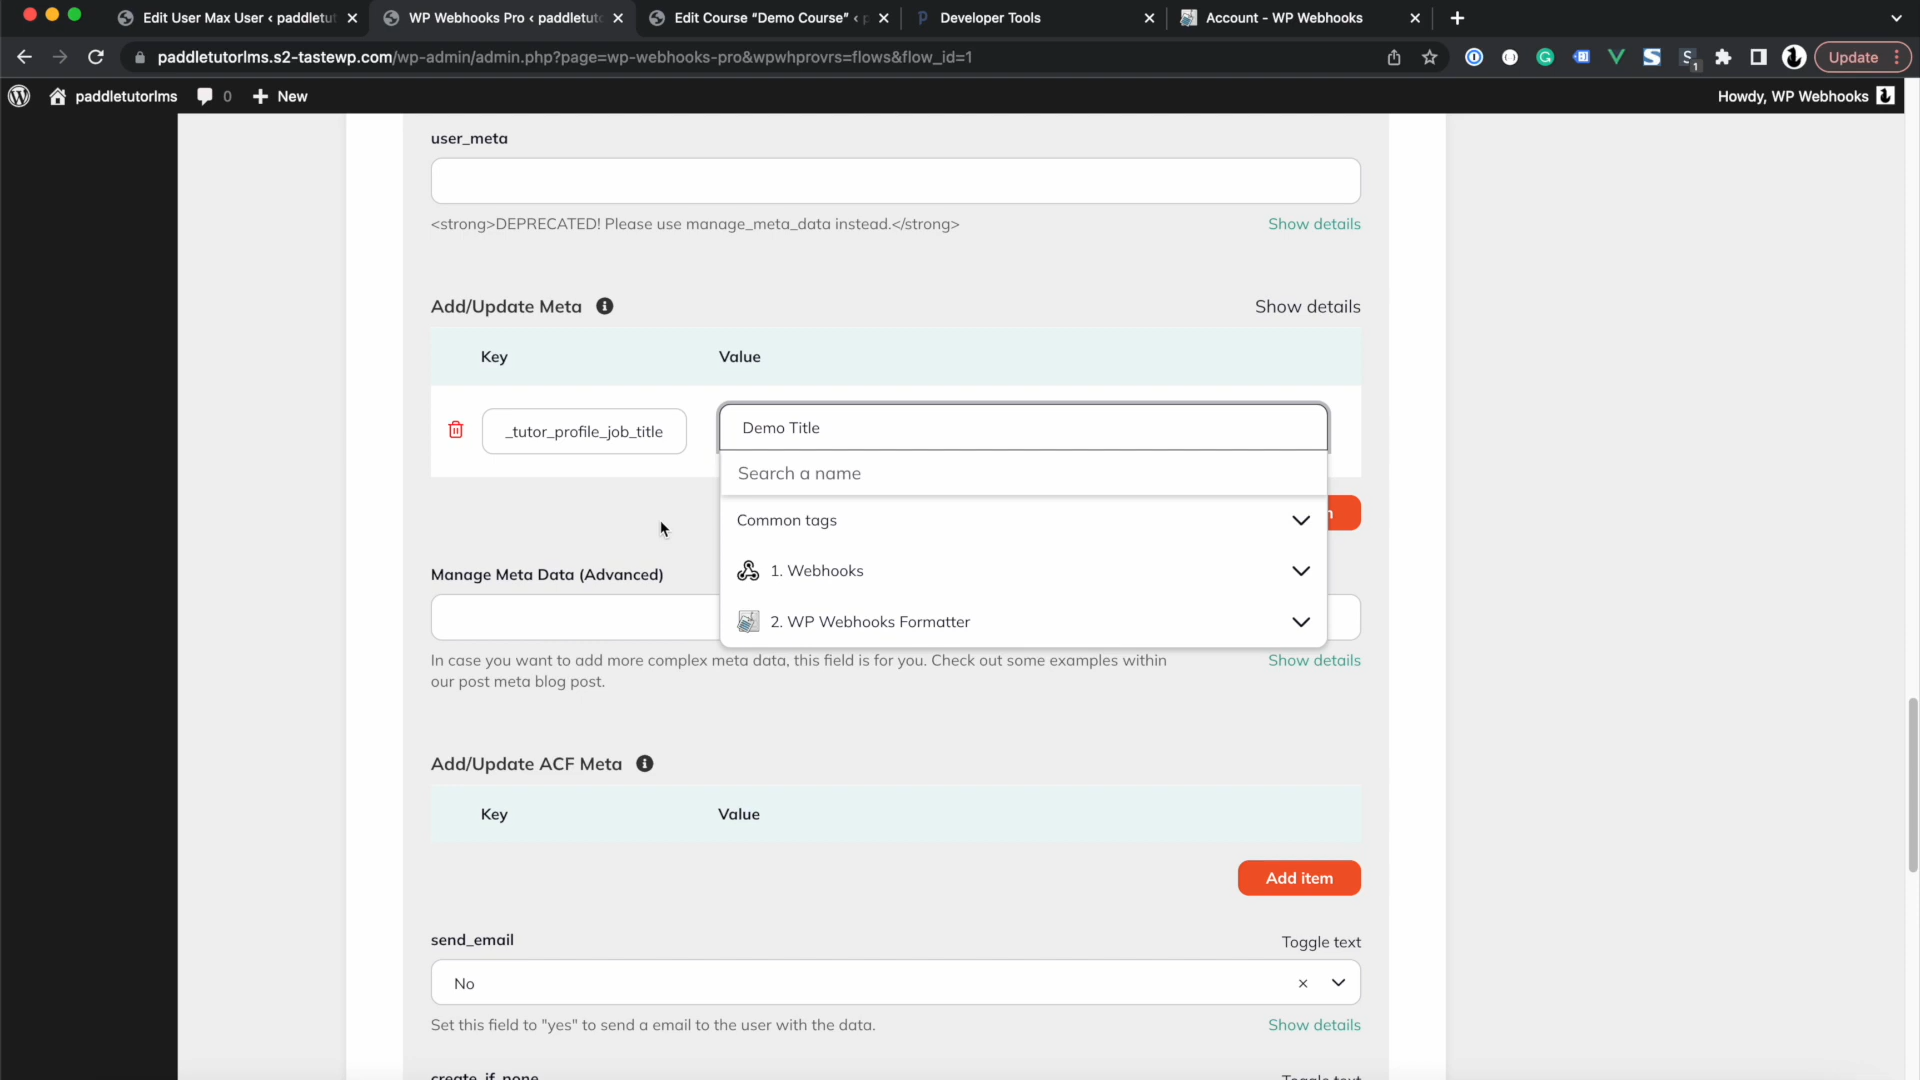 Edit User Max User ‹ paddletut
WP Webhooks Pro ‹ paddletuto
Edit Course “Demo Course” ‹ p
Developer Tools
Account - WP Webhooks
paddletutorlms.s2-tastewp.com/wp-admin/admin.php?page=wp-webhooks-pro&wpwhprovrs=flows&flow_id=1
Update
paddletutorlms
0
New
Howdy, WP Webhooks
user_meta
<strong>DEPRECATED! Please use manage_meta_data instead.</strong>
Show details
Add/Update Meta
Show details
Key
Value
_tutor_profile_job_title
Demo Title
Search a name
Common tags
1. Webhooks
2. WP Webhooks Formatter
Manage Meta Data (Advanced)
In case you want to add more complex meta data, this field is for you. Check out some examples within
our post meta blog post.
Show details
Add/Update ACF Meta
Key
Value
Add item
send_email
Toggle text
No
Set this field to "yes" to send a email to the user with the data.
Show details
create_if_none
Toggle text